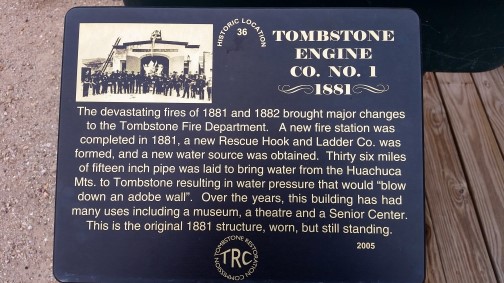 HISTORIC LOCATION
36
TOMBSTONE
ENGINE
CO. NO. 1
1881
The devastating fires of 1881 and 1882 brought major changes
to the Tombstone Fire Department. A new fire station was
completed in 1881, a new Rescue Hook and Ladder Co. was
formed, and a new water source was obtained. Thirty six miles
of fifteen inch pipe was laid to bring water from the Huachuca
Mts. to Tombstone resulting in water pressure that would "blow
down an adobe wall". Over the years, this building has had
many uses including a museum, a theatre and a Senior Center.
This is the original 1881 structure, worn, but still standing.
2005
TOMBSTONE RESTORATION
TRC
COMMISSION